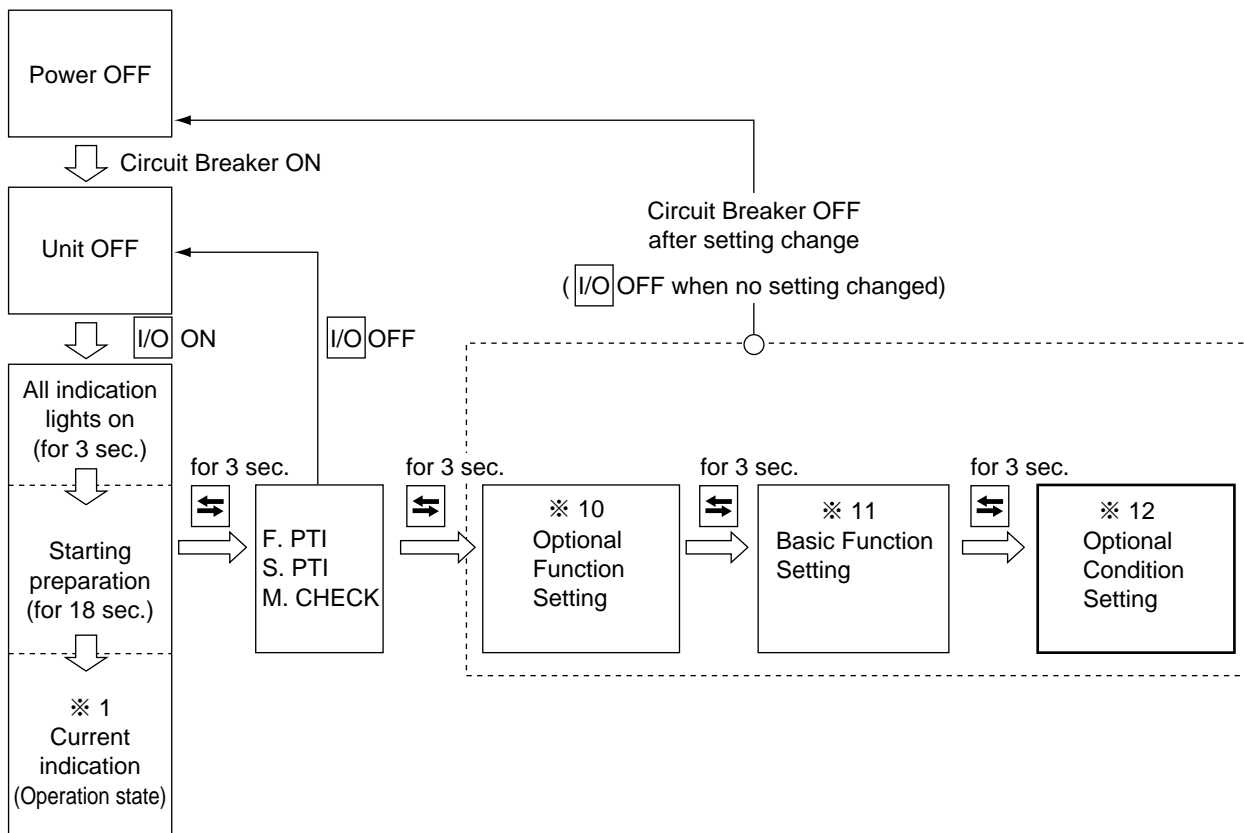 Power OFF
Circuit Breaker ON
Unit OFF
Circuit Breaker OFF
after setting change
( I/O OFF when no setting changed)
I/O ON
I/O OFF
All indication
lights on
(for 3 sec.)
for 3 sec.
for 3 sec.
for 3 sec.
for 3 sec.
Starting
preparation
(for 18 sec.)
F. PTI
S. PTI
M. CHECK
※ 10
Optional
Function
Setting
※ 11
Basic Function
Setting
※ 12
Optional
Condition
Setting
※ 1
Current
indication
(Operation state)